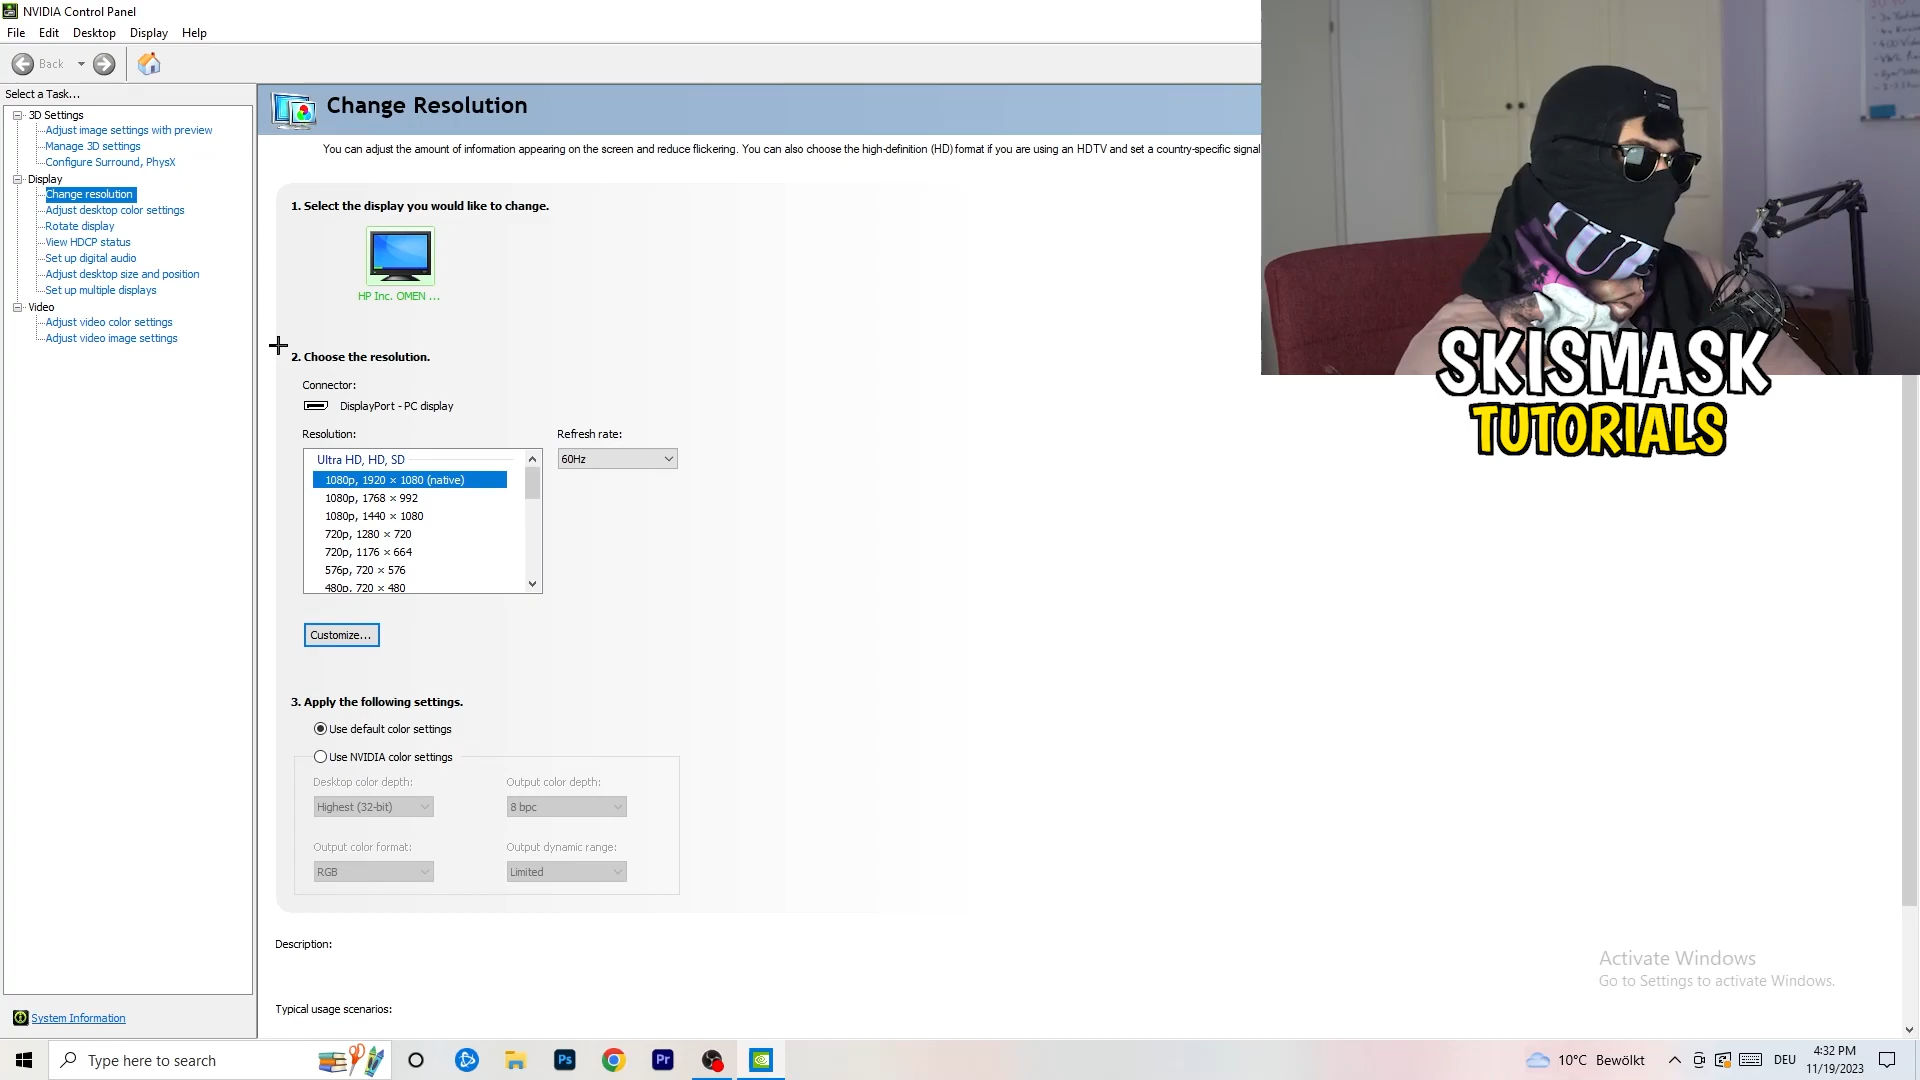 NVIDIA Control Panel
File Edit Desktop Display Help
Back
Select a Task...
3D Settings
Adjust image settings with preview
Manage 3D settings
Configure Surround, PhysX
Display
Change resolution
Adjust desktop color settings
Rotate display
View HDCP status
Set up digital audio
Adjust desktop size and position
Set up multiple displays
Video
Adjust video color settings
Adjust video image settings
System Information
Change Resolution
You can adjust the amount of information appearing on the screen and reduce flickering. You can also choose the high-definition (HD) format if you are using an HDTV and set a country-specific signal
1. Select the display you would like to change.
HP Inc. OMEN ...
2. Choose the resolution.
Connector:
DisplayPort - PC display
Resolution:
Refresh rate:
Ultra HD, HD, SD
60Hz
1080p, 1920 × 1080 (native)
1080p, 1768 × 992
1080p, 1440 × 1080
720p, 1280 × 720
720p, 1176 × 664
576p, 720 × 576
480p, 720 × 480
Customize...
3. Apply the following settings.
Use default color settings
Use NVIDIA color settings
Desktop color depth:
Output color depth:
Highest (32-bit)
8 bpc
Output color format:
Output dynamic range:
RGB
Limited
Description:
Typical usage scenarios:
SKISMASK
TUTORIALS
Activate Windows
Go to Settings to activate Windows.
Type here to search
Ps
Pr
10°C Bewölkt
DEU
4:32 PM
11/19/2023